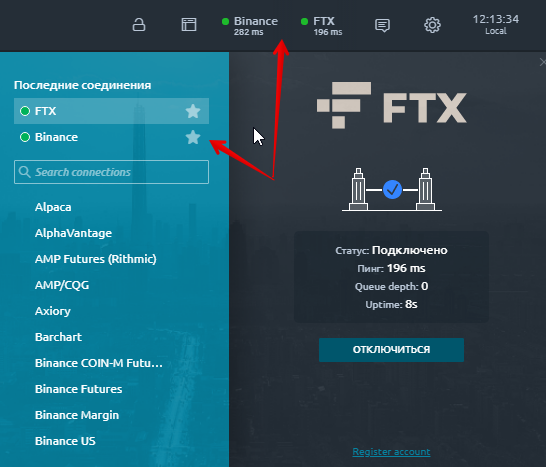 Binance
282 ms
FTX
196 ms
12:13:34
Local
Последние соединения
FTX
Binance
Search connections
Alpaca
AlphaVantage
AMP Futures (Rithmic)
AMP/CQG
Axiory
Barchart
Binance COIN-M Futu...
Binance Futures
Binance Margin
Binance US
FTX
Статус: Подключено
Пинг: 196 ms
Queue depth: 0
Uptime: 8s
ОТКЛЮЧИТЬСЯ
Register account